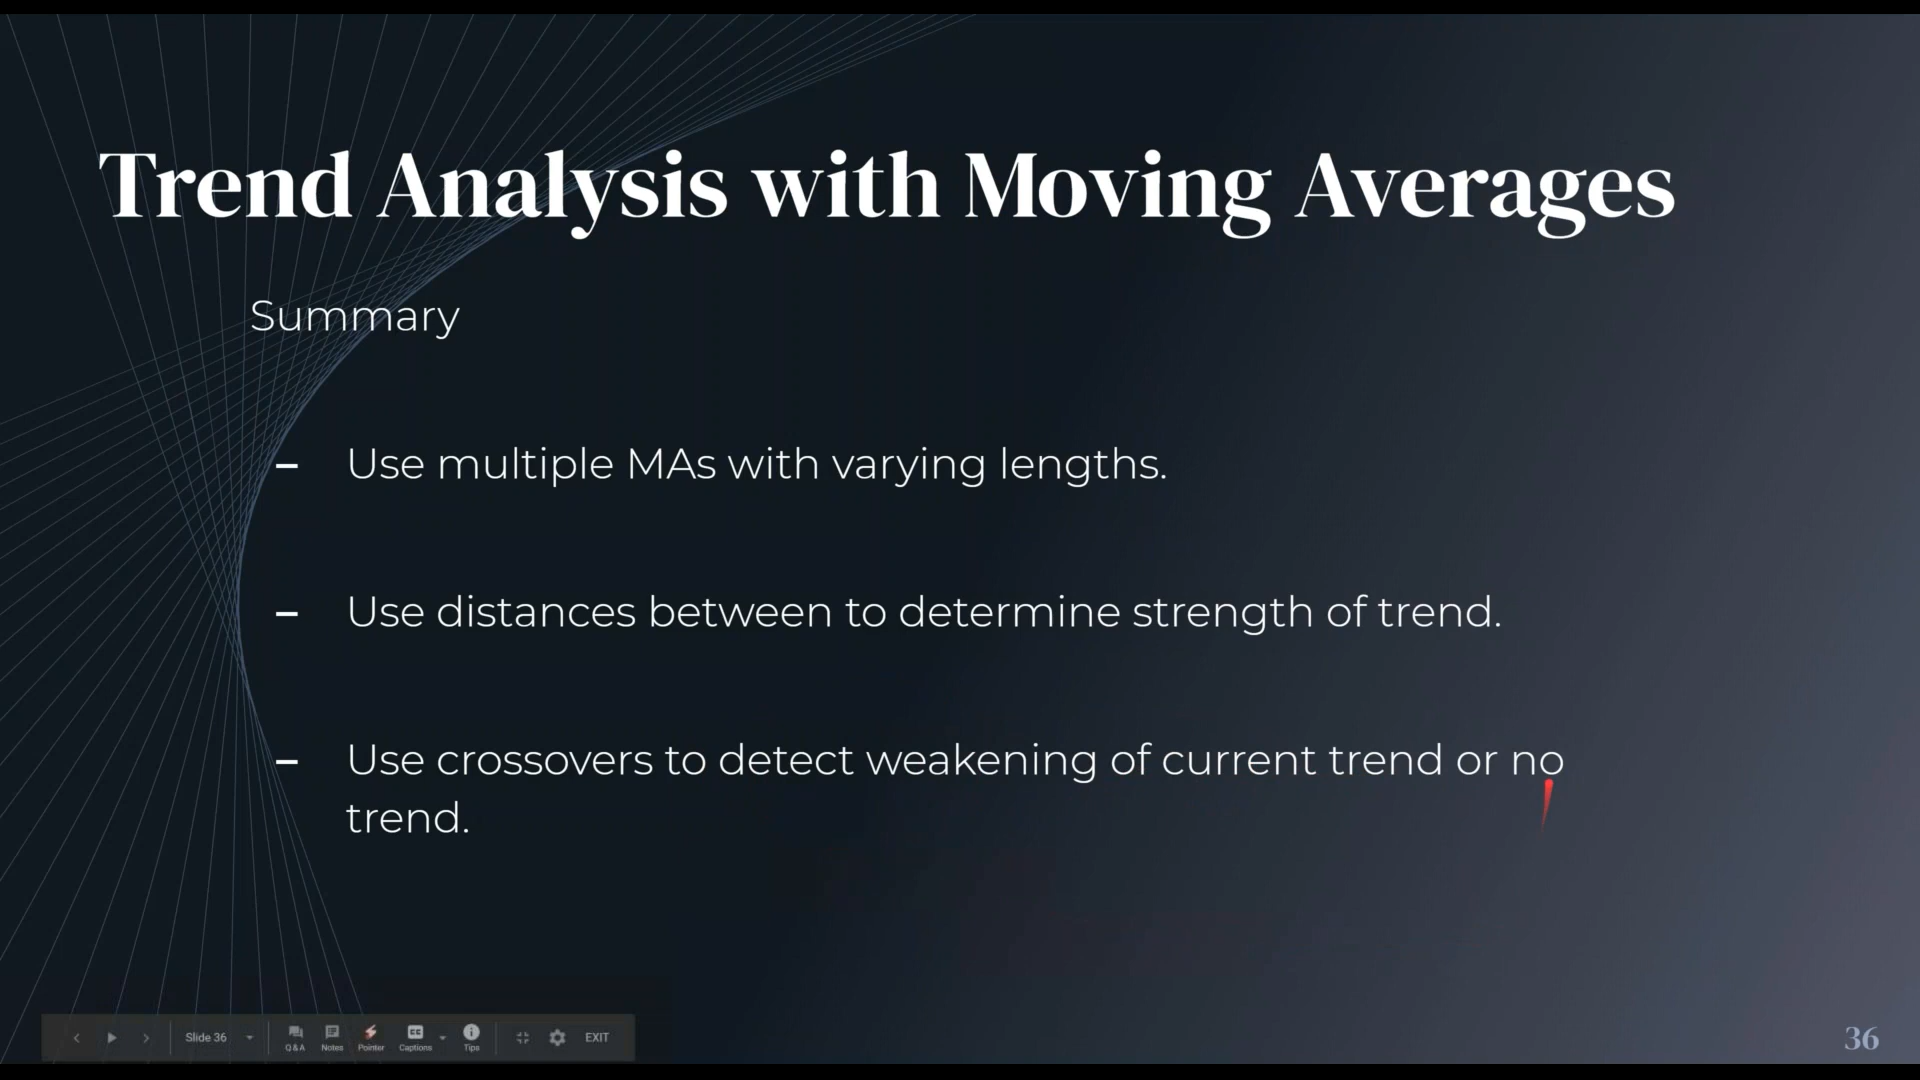 Trend Analysis with Moving Averages
Summary
– Use multiple MAs with varying lengths.
– Use distances between to determine strength of trend.
– Use crossovers to detect weakening of current trend or no
trend.
Slide 36
Q&A Notes Pointer CC Captions Tips EXIT
36